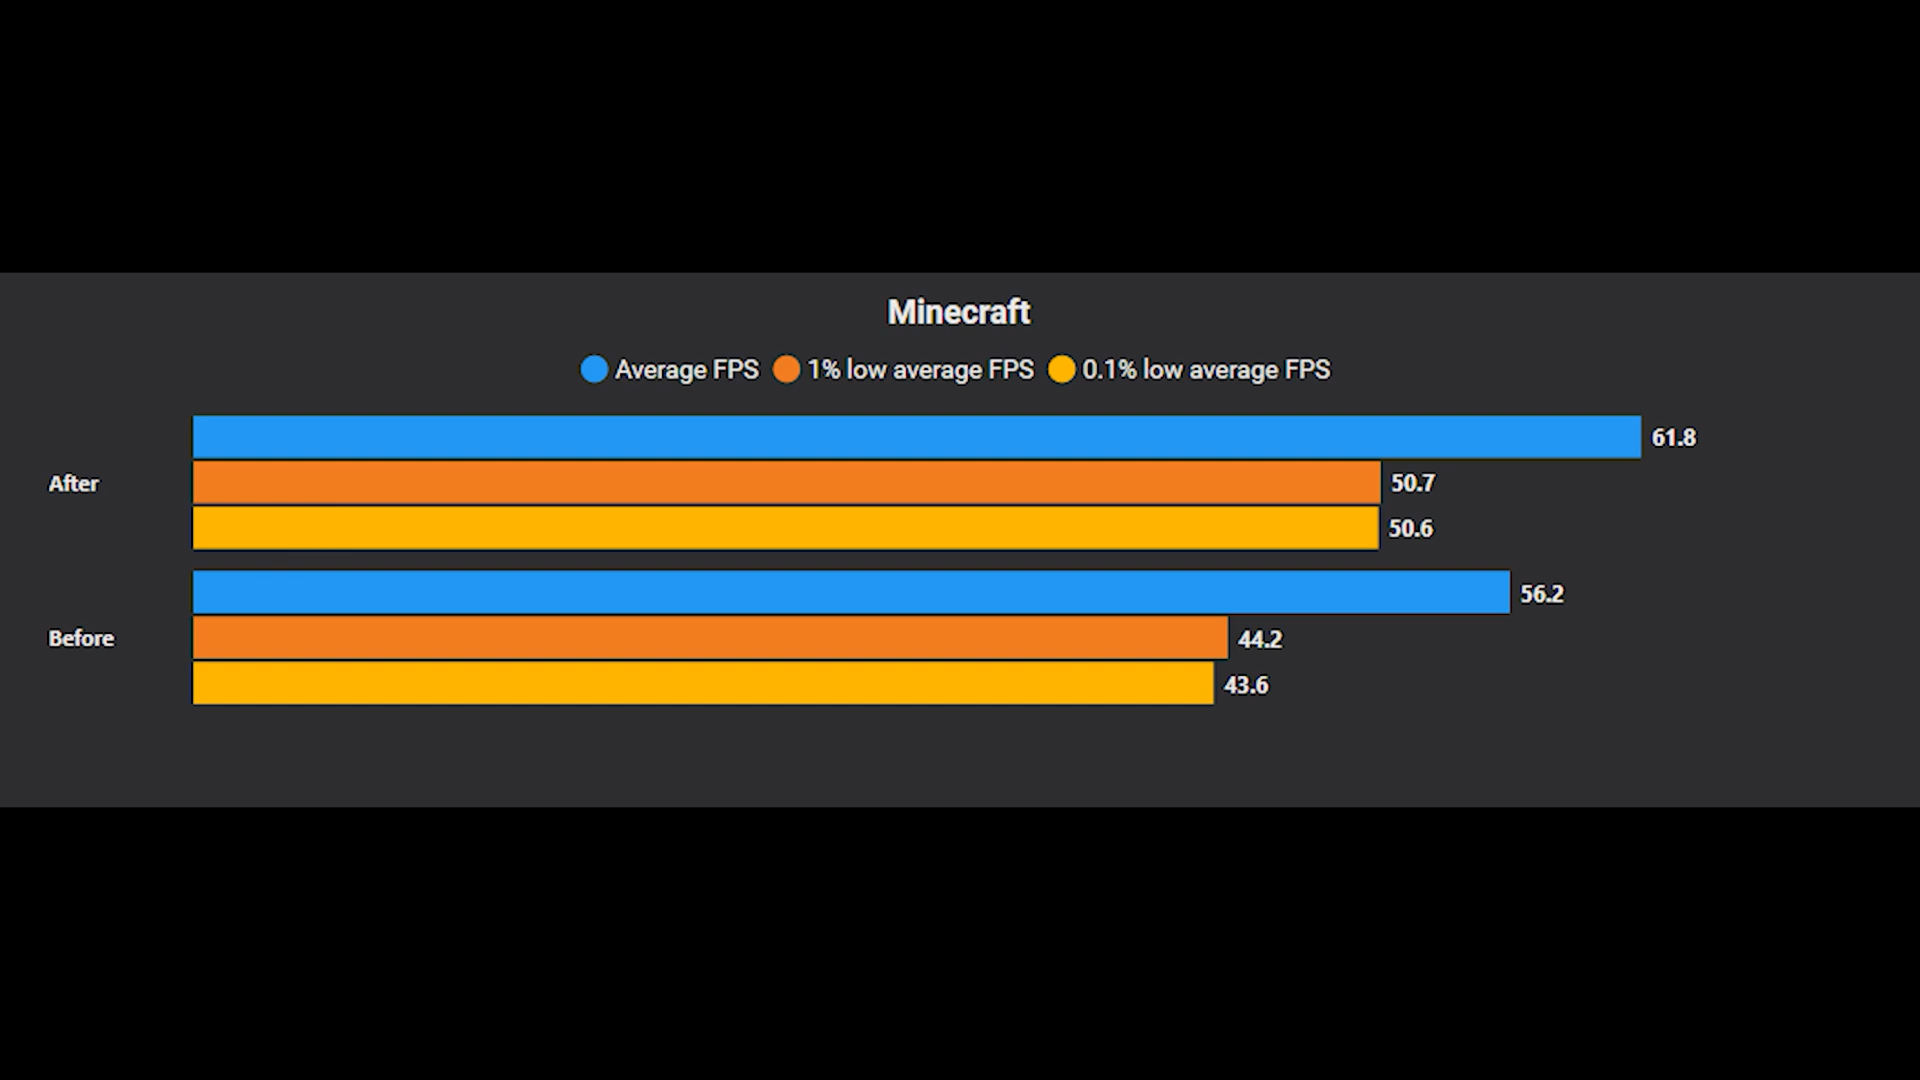 Minecraft
Average FPS 1% low average FPS 0.1% low average FPS
61.8
After 50.7
50.6
56.2
Before 44.2
43.6